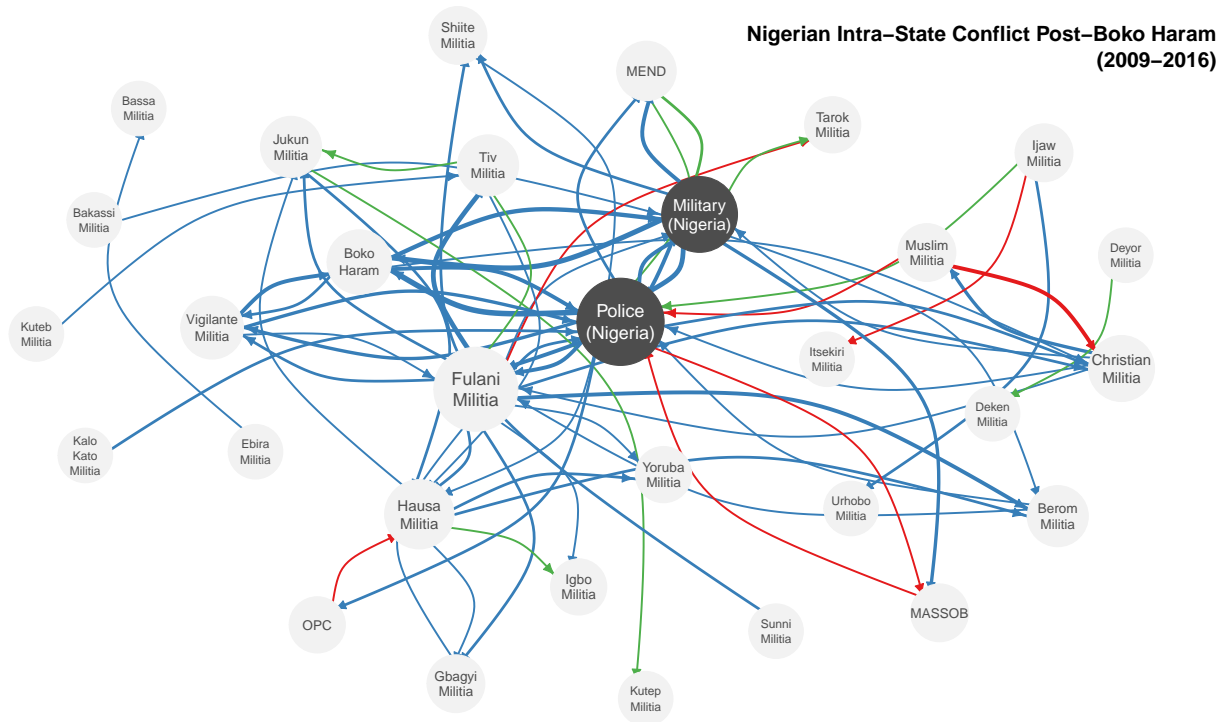 Nigerian Intra−State Conflict Post−Boko Haram
(2009−2016)
Shiite
Militia
MEND
Bassa
Militia
Tarok
Militia
Jukun
Militia
Tiv
Militia
Ijaw
Militia
Bakassi
Militia
Military
(Nigeria)
Muslim
Militia
Deyor
Militia
Boko
Haram
Kuteb
Militia
Vigilante
Militia
Police
(Nigeria)
Itsekiri
Militia
Christian
Militia
Fulani
Militia
Deken
Militia
Kalo
Kato
Militia
Ebira
Militia
Yoruba
Militia
Hausa
Militia
Urhobo
Militia
Berom
Militia
Igbo
Militia
OPC
MASSOB
Sunni
Militia
Gbagyi
Militia
Kutep
Militia